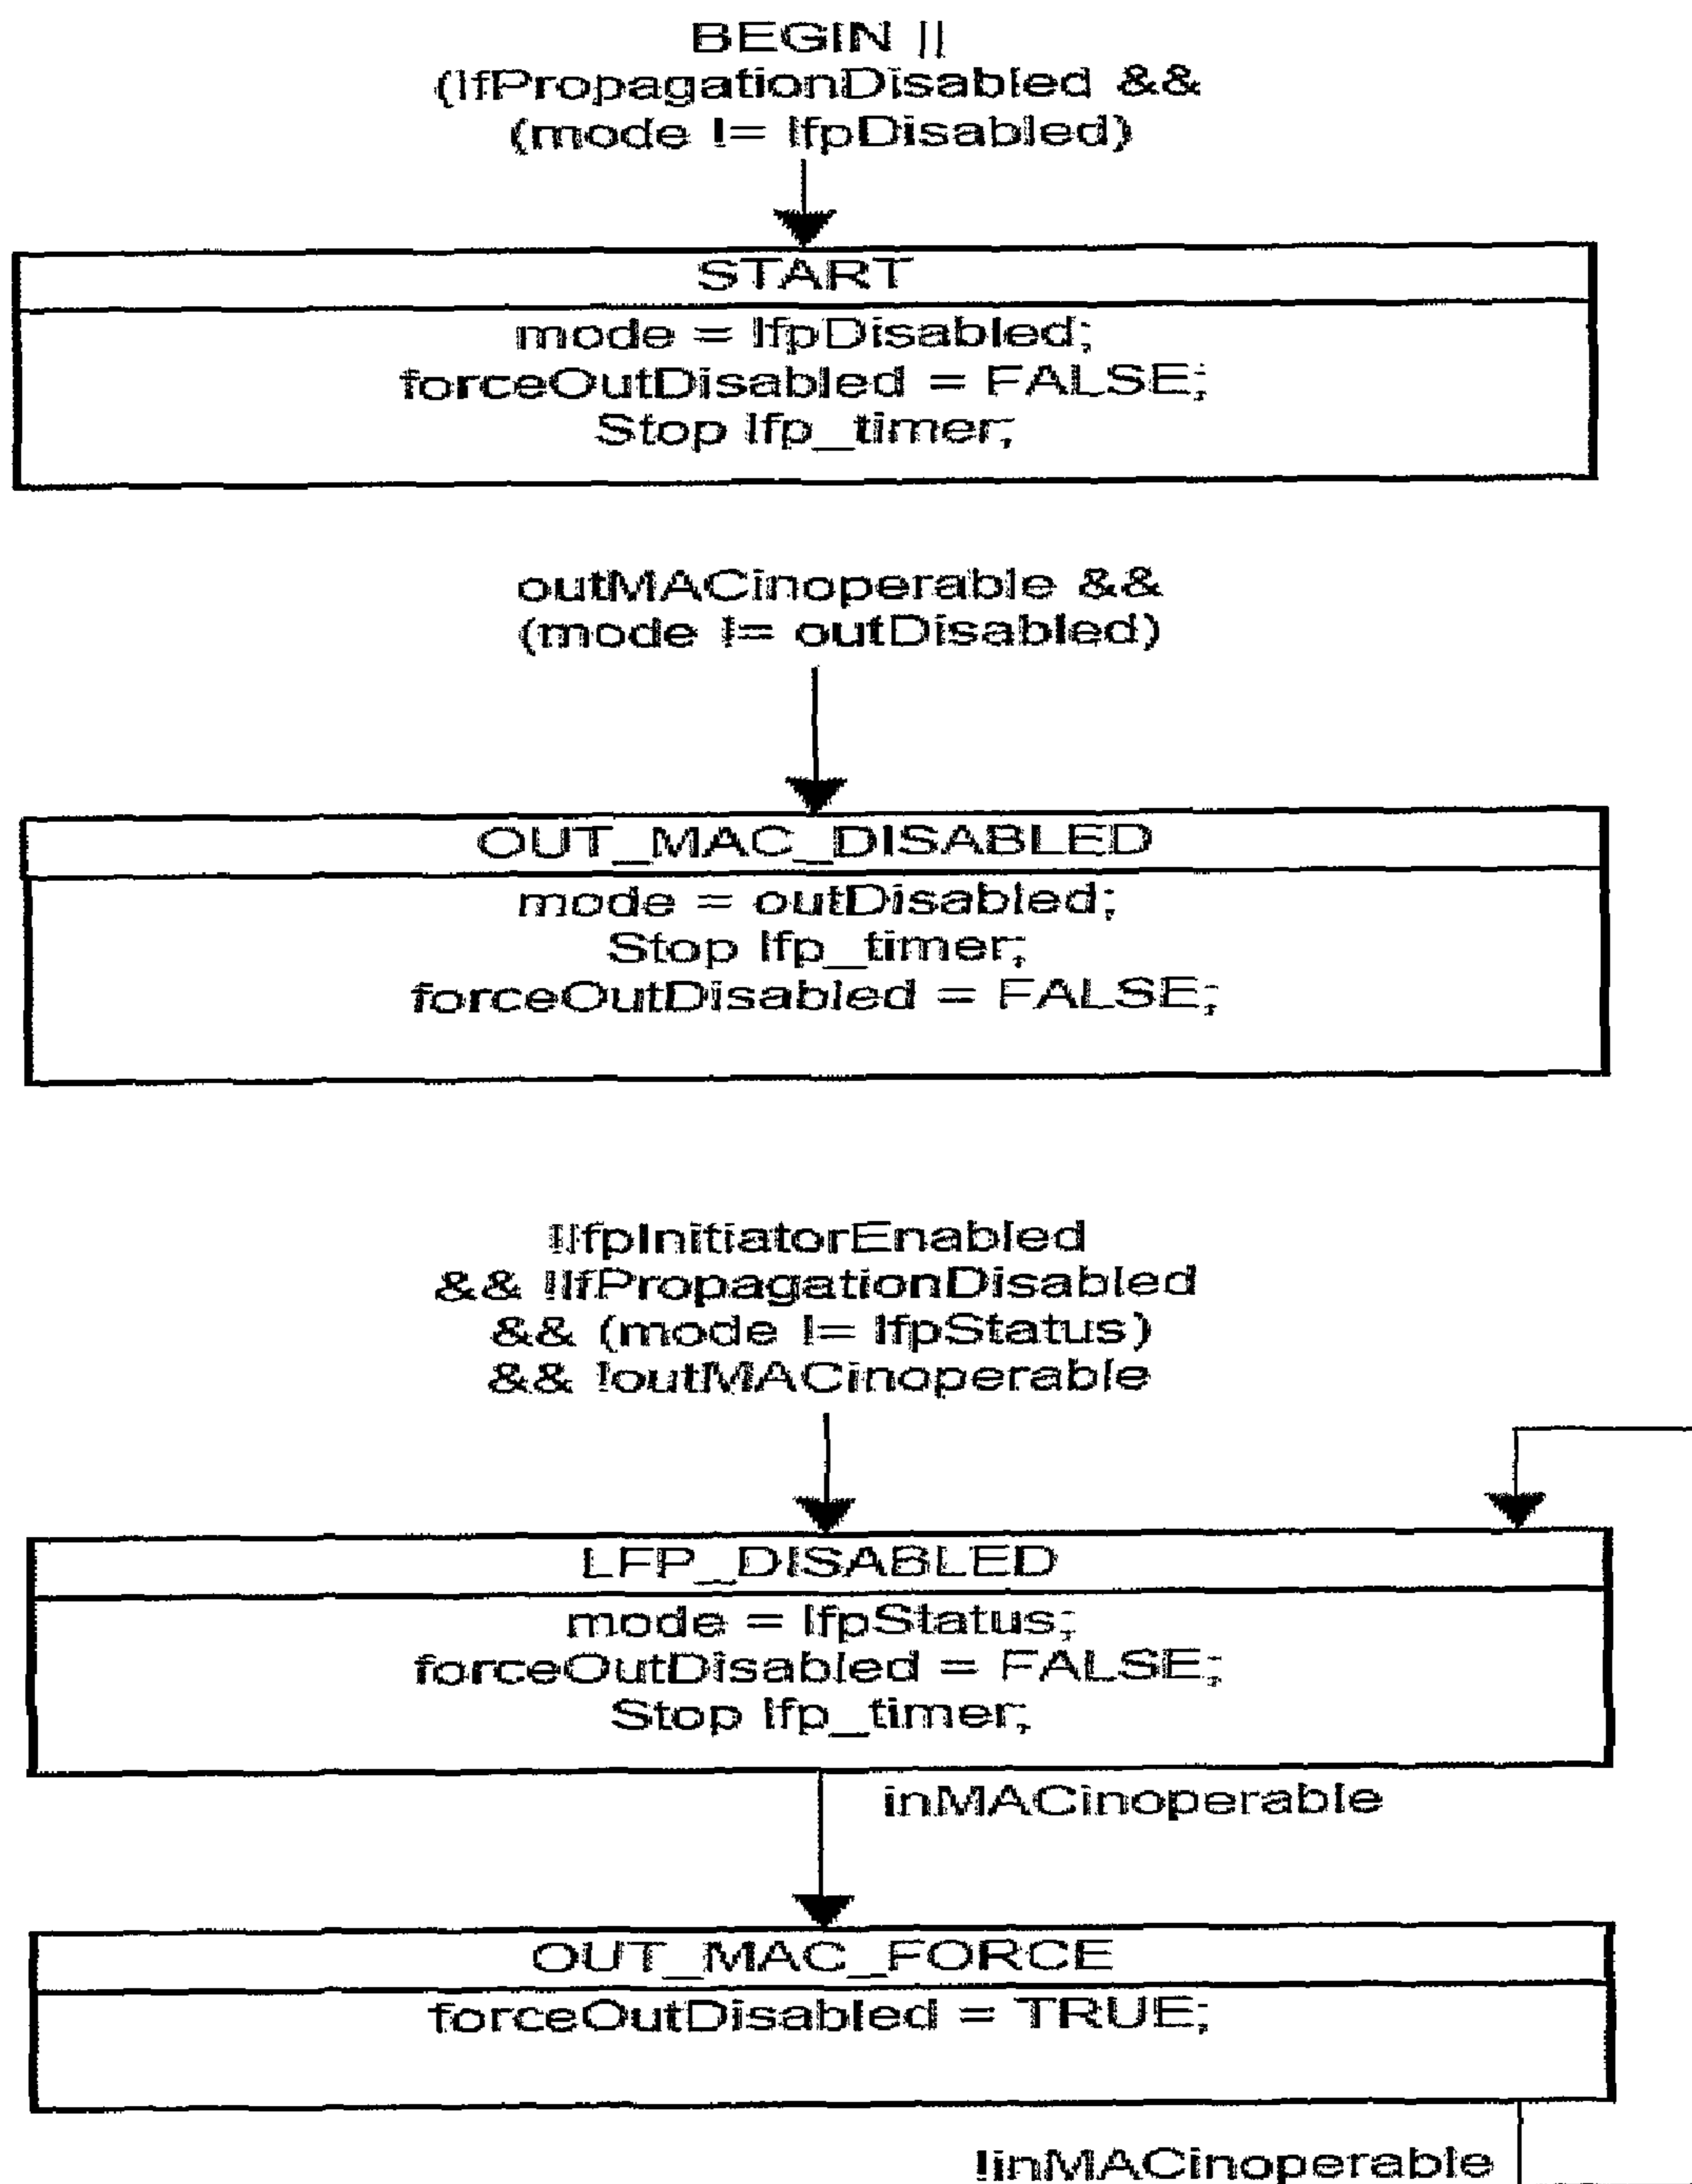 BEGIN ||
(lfPropagationDisabled &&
(mode != lfpDisabled)
START
mode = lfpDisabled;
forceOutDisabled = FALSE;
Stop lfp_timer;
outMACinoperable &&
(mode != outDisabled)
OUT_MAC_DISABLED
mode = outDisabled;
Stop lfp_timer;
forceOutDisabled = FALSE;
!lfpInitiatorEnabled
&& !lfPropagationDisabled
&& (mode != lfpStatus)
&& !outMACinoperable
LFP_DISABLED
mode = lfpStatus;
forceOutDisabled = FALSE;
Stop lfp_timer;
inMACinoperable
OUT_MAC_FORCE
forceOutDisabled = TRUE;
!inMACinoperable